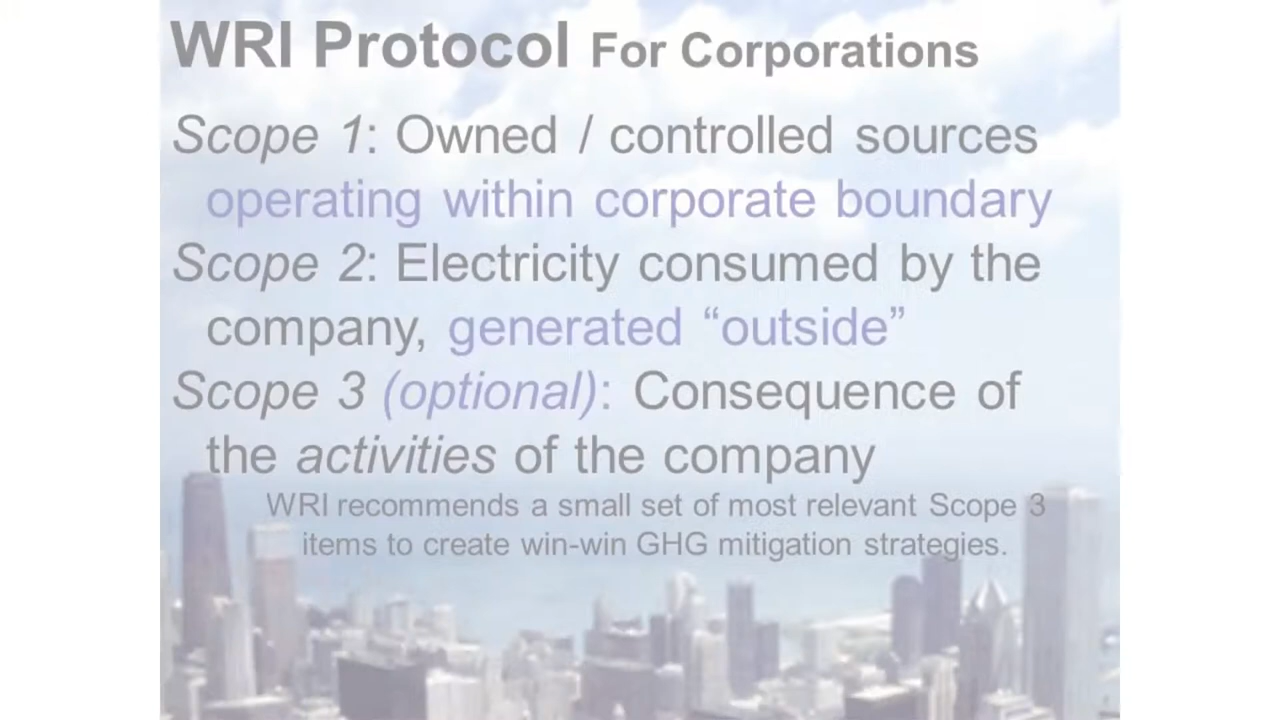 WRI Protocol For Corporations
Scope 1: Owned / controlled sources
operating within corporate boundary
Scope 2: Electricity consumed by the
company, generated “outside”
Scope 3 (optional): Consequence of
the activities of the company
WRI recommends a small set of most relevant Scope 3
items to create win-win GHG mitigation strategies.